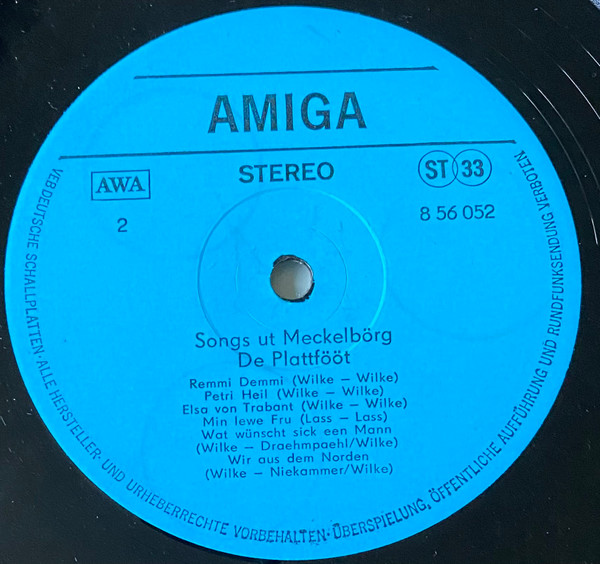 AMIGA
AWA
STEREO
ST 33
2
8 56 052
Songs ut Meckelbörg
De Plattfööt
Remmi Demmi (Wilke – Wilke)
Petri Heil (Wilke – Wilke)
Elsa von Trabant (Wilke – Wilke)
Min lewe Fru (Lass – Lass)
Wat wünscht sick een Mann
(Wilke – Draehmpaehl/Wilke)
Wir aus dem Norden
(Wilke – Niekammer/Wilke)
VEB DEUTSCHE SCHALLPLATTEN · ALLE HERSTELLER- UND URHEBERRECHTE VORBEHALTEN · ÜBERSPIELUNG, ÖFFENTLICHE AUFFÜHRUNG UND RUNDFUNKSENDUNG VERBOTEN